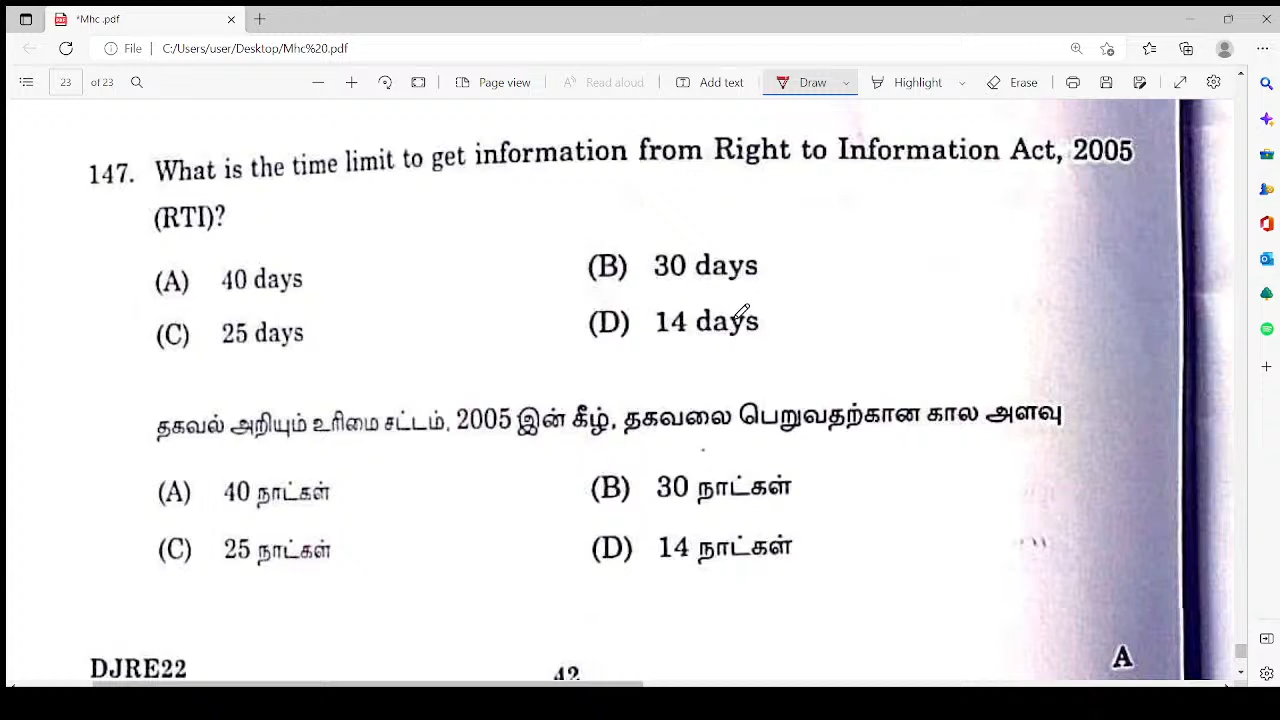 *Mhc .pdf
File | C:/Users/user/Desktop/Mhc%20.pdf
23 of 23 Page view Read aloud Add text Draw Highlight Erase
147. What is the time limit to get information from Right to Information Act, 2005
(RTI)?
(A) 40 days (B) 30 days
(C) 25 days (D) 14 days
தகவல் அறியும் உரிமை சட்டம், 2005 இன் கீழ், தகவலை பெறுவதற்கான கால அளவு
(A) 40 நாட்கள் (B) 30 நாட்கள்
(C) 25 நாட்கள் (D) 14 நாட்கள்
DJRE22 42 A